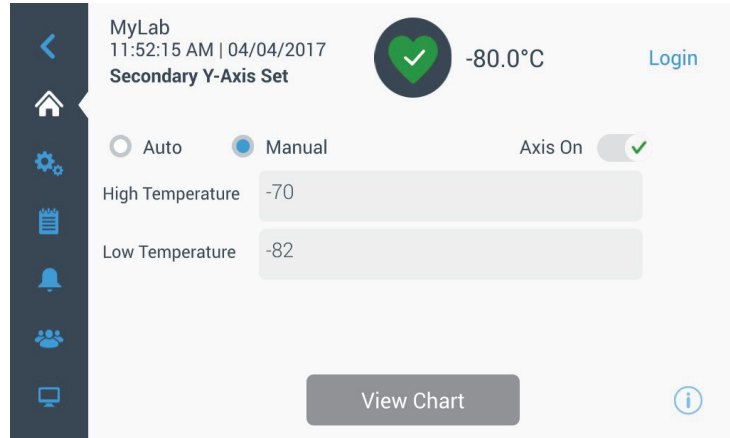 MyLab
11:52:15 AM | 04/04/2017
Secondary Y-Axis Set
-80.0°C
Login
Auto
Manual
Axis On
High Temperature
-70
Low Temperature
-82
View Chart
i